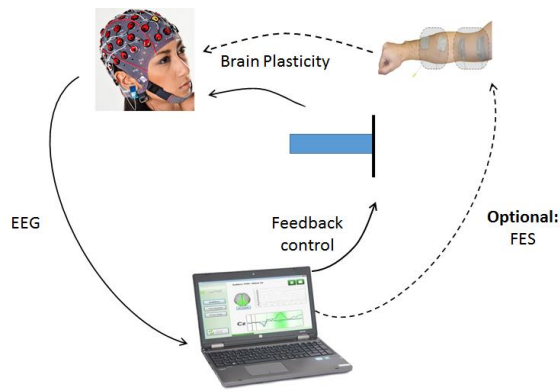 Brain Plasticity
EEG
Feedback
control
Optional:
FES